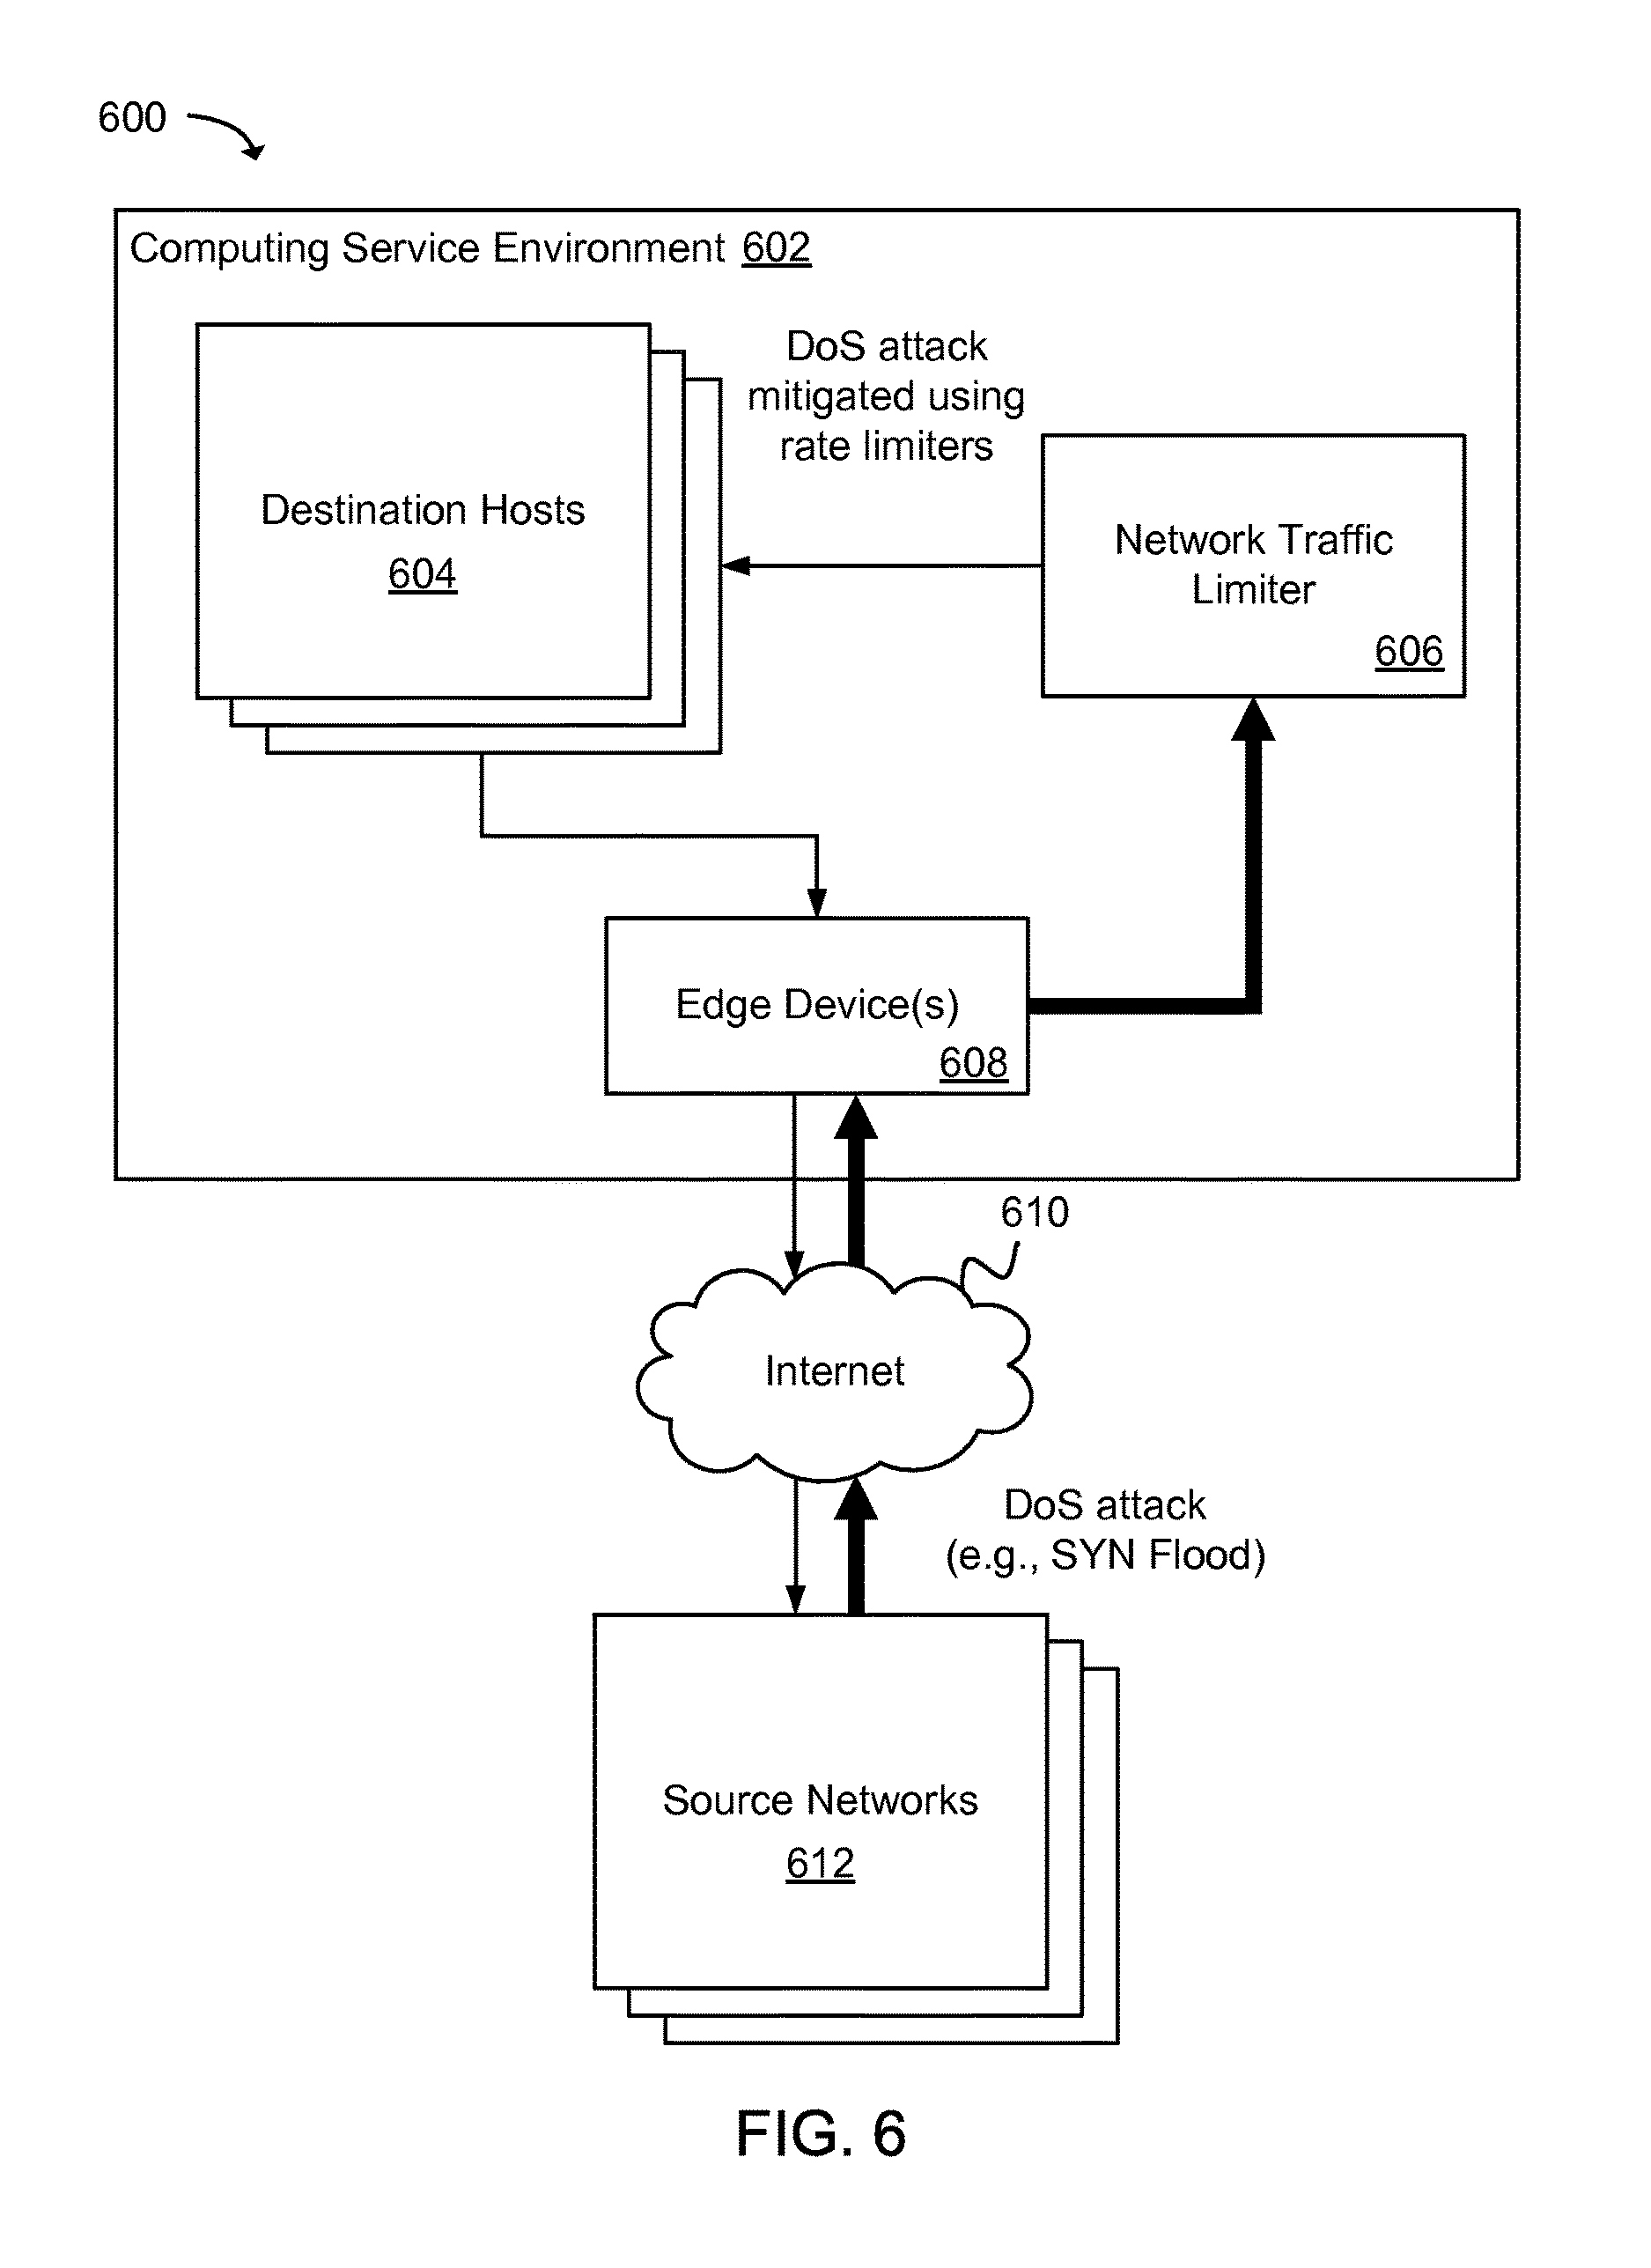 600
Computing Service Environment 602
DoS attack
mitigated using
rate limiters
Destination Hosts
604
Network Traffic
Limiter
606
Edge Device(s)
608
610
Internet
DoS attack
(e.g., SYN Flood)
Source Networks
612
FIG. 6